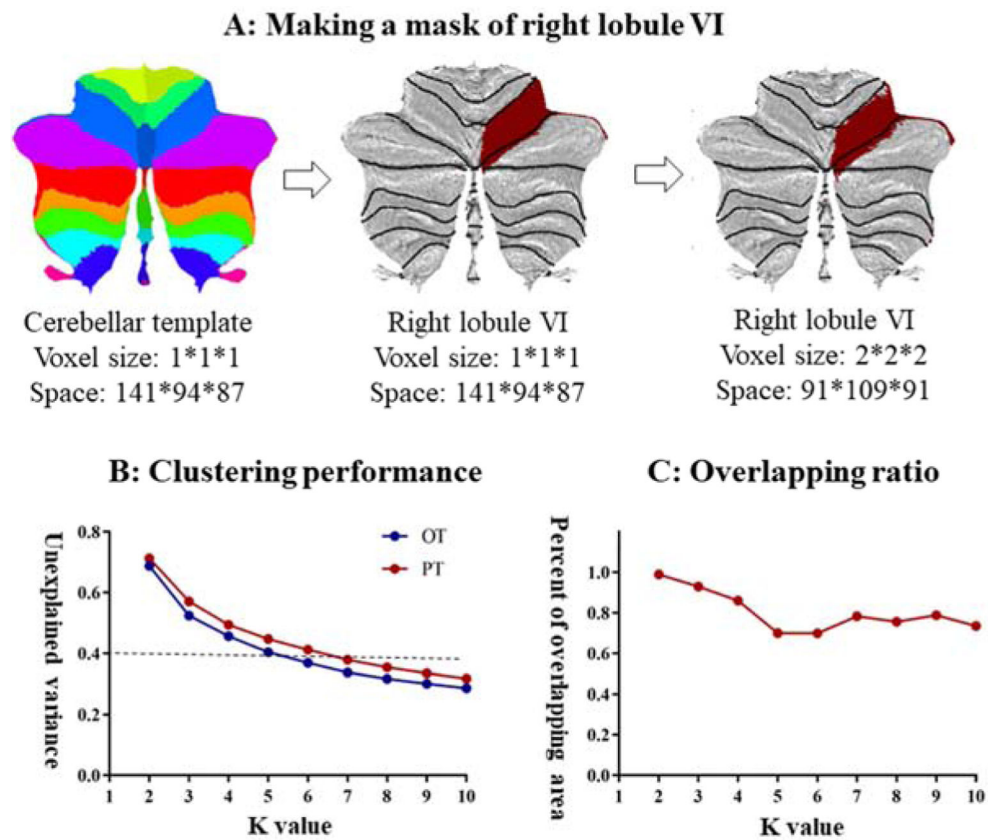 A: Making a mask of right lobule VI
Cerebellar template
Voxel size: 1*1*1
Space: 141*94*87
Right lobule VI
Voxel size: 1*1*1
Space: 141*94*87
Right lobule VI
Voxel size: 2*2*2
Space: 91*109*91
B: Clustering performance
Unexplained
variance
0.8
0.6
0.4
0.2
0.0
OT
PT
1 2 3 4 5 6 7 8 9 10
K value
C: Overlapping ratio
Percent of overlapping area
1.0
0.8
0.6
0.4
0.2
0.0
1 2 3 4 5 6 7 8 9 10
K value